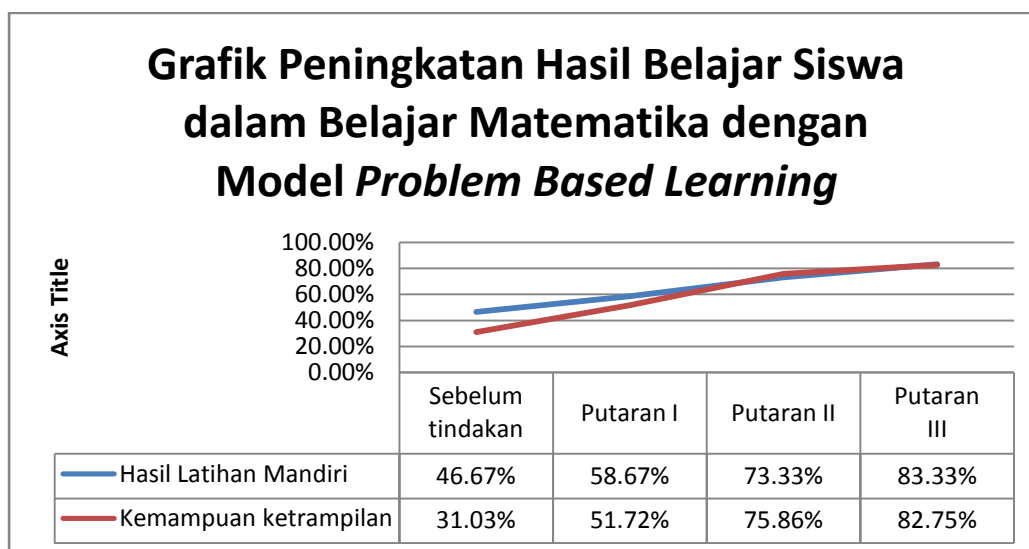 Grafik Peningkatan Hasil Belajar Siswa
dalam Belajar Matematika dengan
Model Problem Based Learning
Axis Title
100.00%
80.00%
60.00%
40.00%
20.00%
0.00%
Sebelum tindakan Putaran I Putaran II Putaran III
Hasil Latihan Mandiri 46.67% 58.67% 73.33% 83.33%
Kemampuan ketrampilan 31.03% 51.72% 75.86% 82.75%